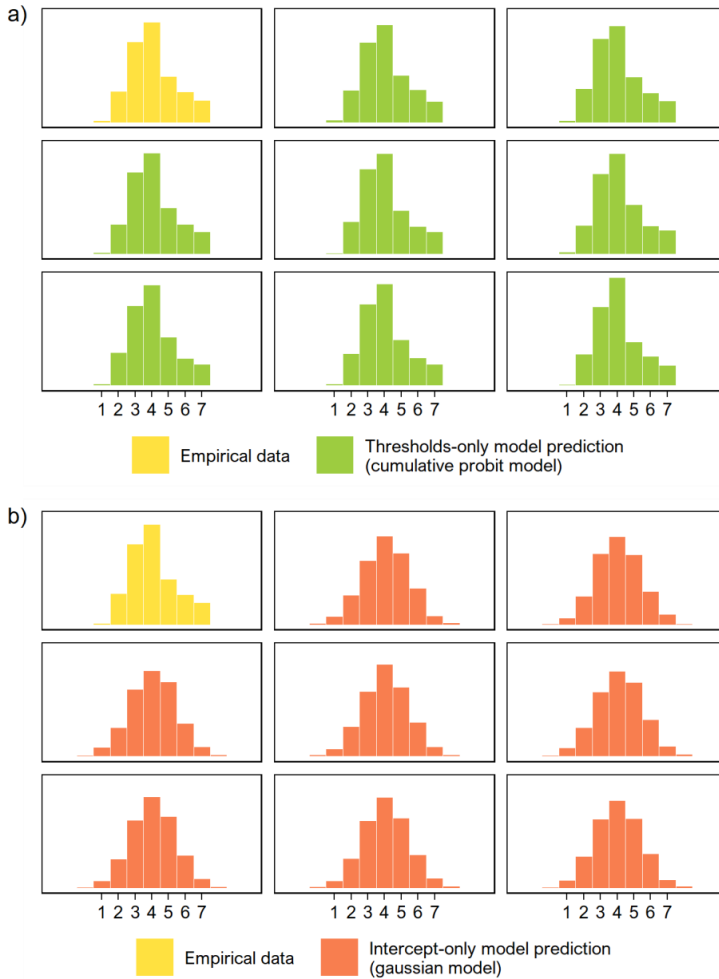 a)
1 2 3 4 5 6 7
1 2 3 4 5 6 7
1 2 3 4 5 6 7
Empirical data
Thresholds-only model prediction
(cumulative probit model)
b)
1 2 3 4 5 6 7
1 2 3 4 5 6 7
1 2 3 4 5 6 7
Empirical data
Intercept-only model prediction
(gaussian model)